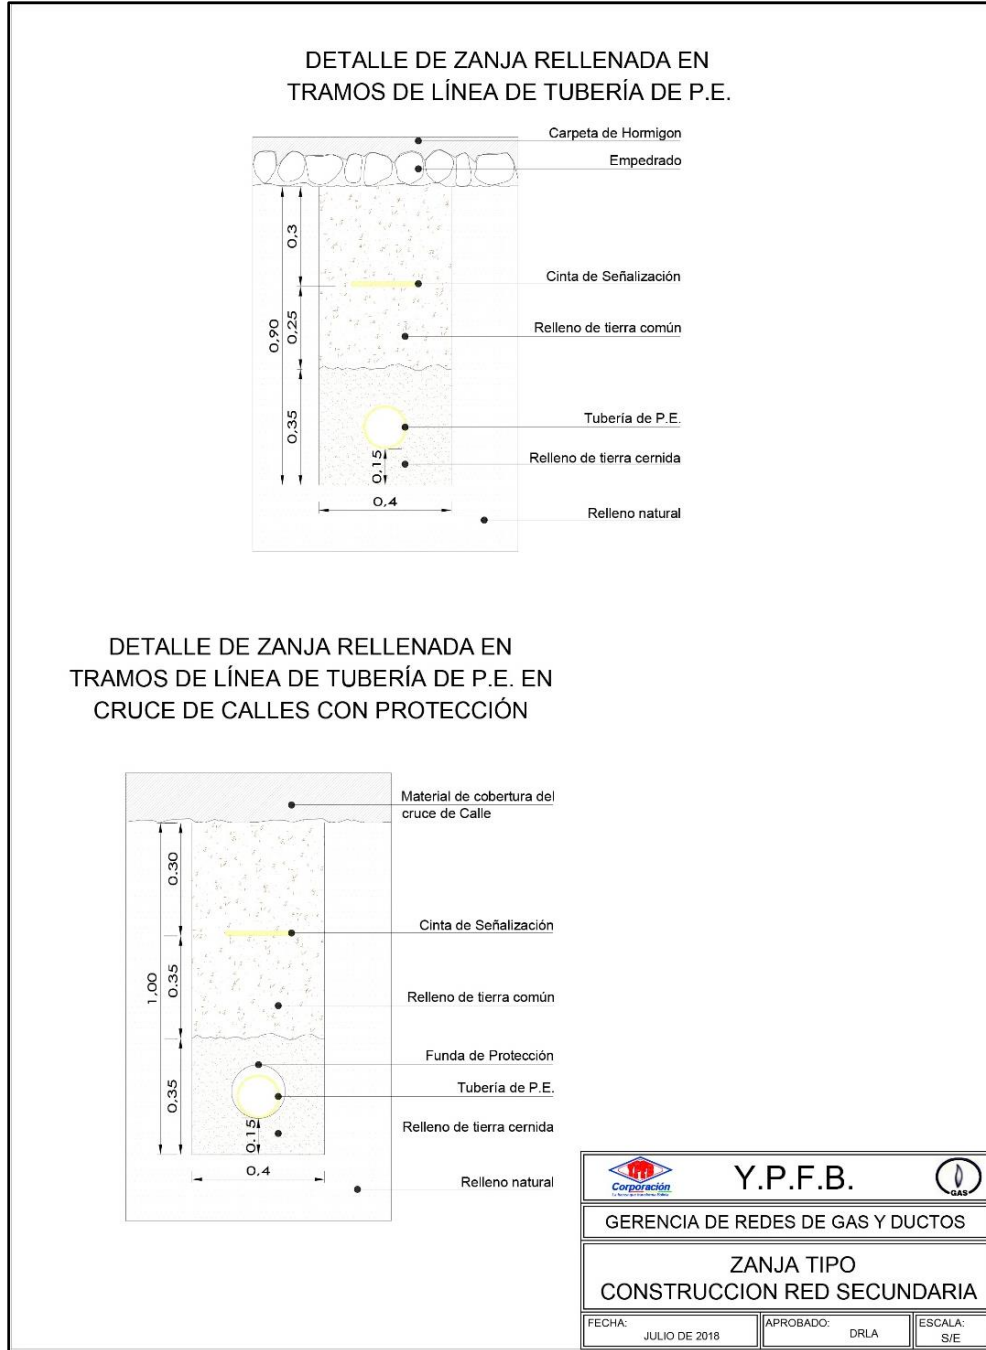 DETALLE DE ZANJA RELLENADA EN
TRAMOS DE LÍNEA DE TUBERÍA DE P.E.
Carpeta de Hormigon
Empedrado
0,3
Cinta de Señalización
0,90
0,25
Relleno de tierra común
0,35
Tubería de P.E.
0,15
Relleno de tierra cernida
0,4
Relleno natural
DETALLE DE ZANJA RELLENADA EN
TRAMOS DE LÍNEA DE TUBERÍA DE P.E. EN
CRUCE DE CALLES CON PROTECCIÓN
Material de cobertura del
cruce de Calle
0.30
Cinta de Señalización
1,00
0.35
Relleno de tierra común
Funda de Protección
0,35
Tubería de P.E.
0.15
Relleno de tierra cernida
0,4
Relleno natural
YPFB
Corporación
Y.P.F.B.
GAS
GERENCIA DE REDES DE GAS Y DUCTOS
ZANJA TIPO
CONSTRUCCION RED SECUNDARIA
FECHA:
JULIO DE 2018
APROBADO:
DRLA
ESCALA:
S/E